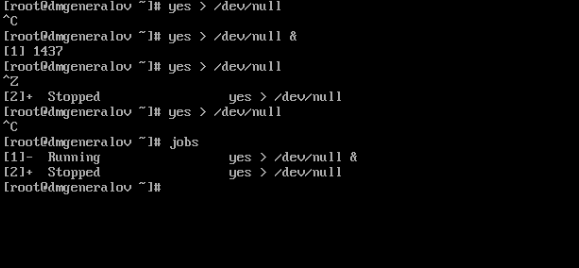 [root@dmgeneralov ~]# yes > /dev/null
^C
[root@dmgeneralov ~]# yes > /dev/null &
[1] 1437
[root@dmgeneralov ~]# yes > /dev/null
^Z
[2]+  Stopped                 yes > /dev/null
[root@dmgeneralov ~]# yes > /dev/null
^C
[root@dmgeneralov ~]# jobs
[1]-  Running                 yes > /dev/null &
[2]+  Stopped                 yes > /dev/null
[root@dmgeneralov ~]#